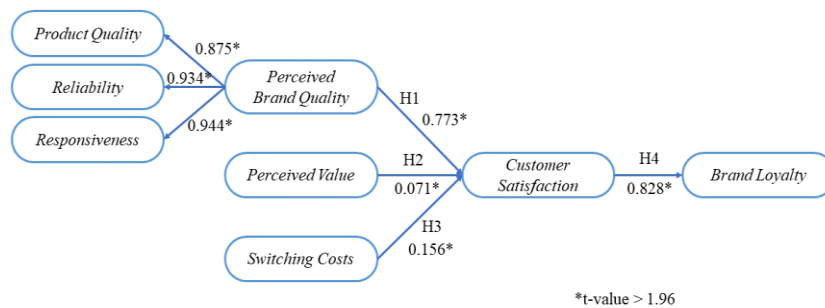 Product Quality
0.875*
Reliability
0.934*
Responsiveness
0.944*
Perceived
Brand Quality
H1
0.773*
Perceived Value
H2
0.071*
Switching Costs
H3
0.156*
Customer
Satisfaction
H4
0.828*
Brand Loyalty
*t-value > 1.96